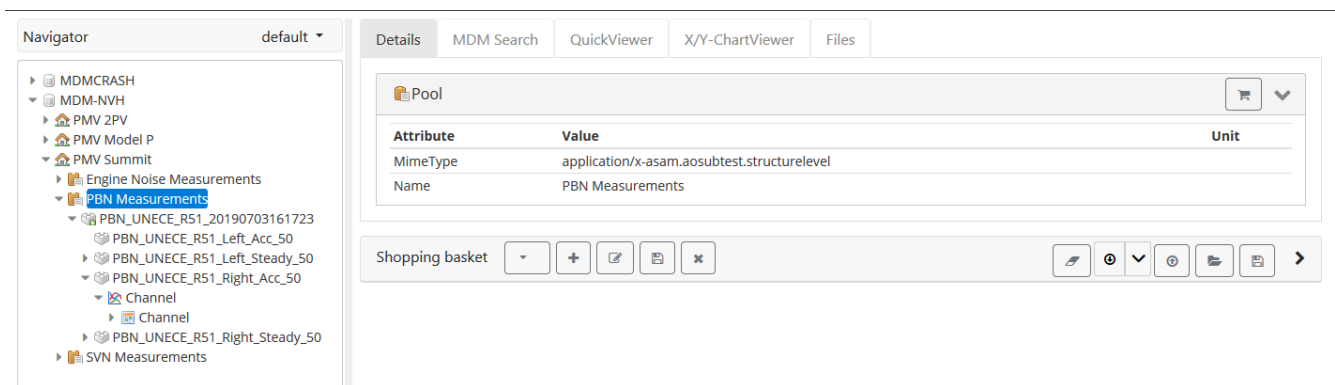 Navigator default
MDMCRASH
MDM-NVH
PMV 2PV
PMV Model P
PMV Summit
Engine Noise Measurements
PBN Measurements
PBN_UNECE_R51_20190703161723
PBN_UNECE_R51_Left_Acc_50
PBN_UNECE_R51_Left_Steady_50
PBN_UNECE_R51_Right_Acc_50
Channel
Channel
PBN_UNECE_R51_Right_Steady_50
SVN Measurements
Details MDM Search QuickViewer X/Y-ChartViewer Files
Pool
Attribute Value Unit
MimeType application/x-asam.aosubtest.structurelevel
Name PBN Measurements
Shopping basket